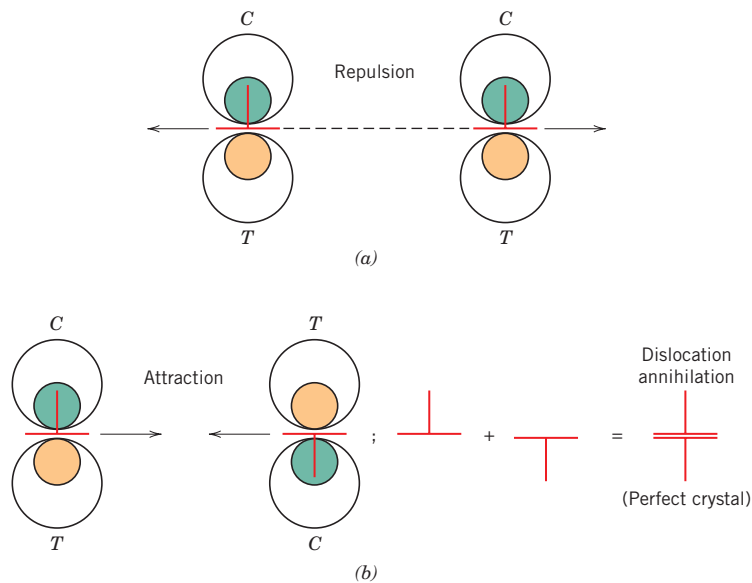 C C
Repulsion
T T
(a)
C T
Attraction
Dislocation
annihilation
; + =
(Perfect crystal)
T C
(b)